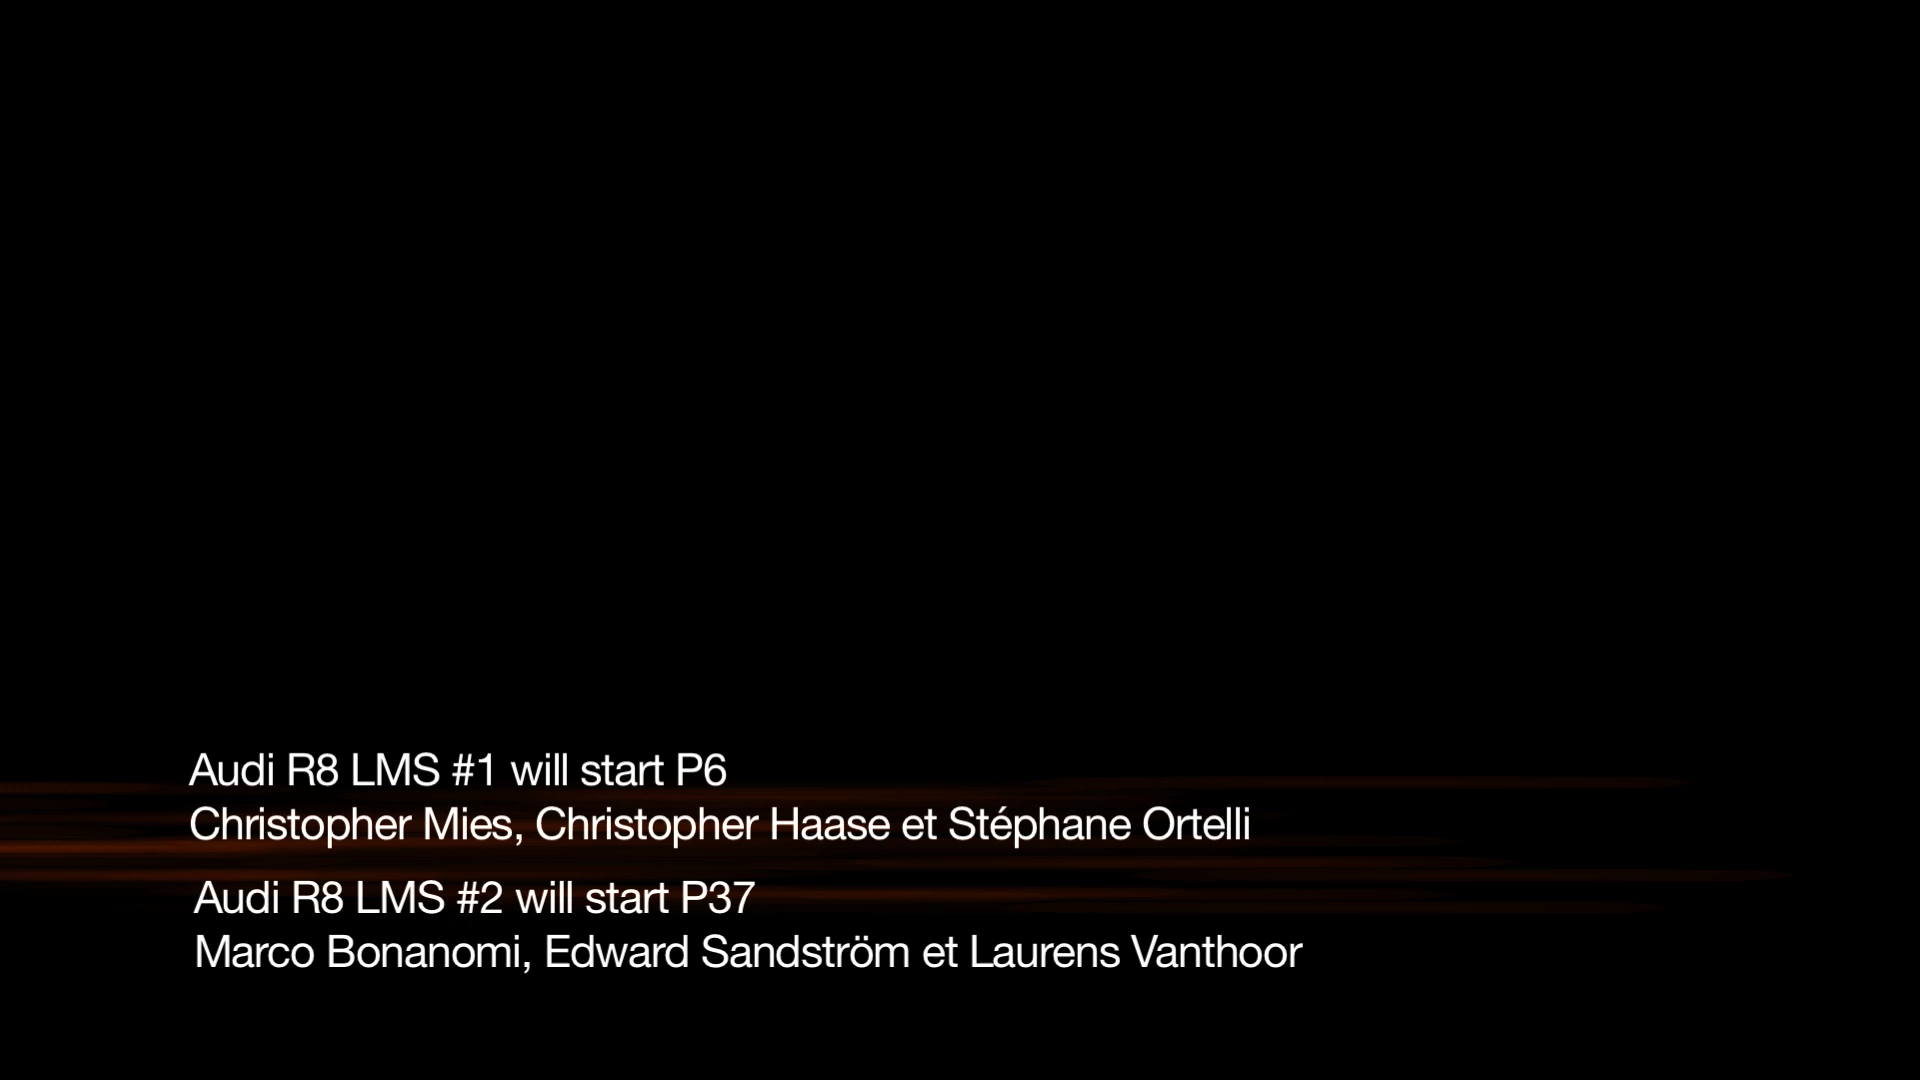 Audi R8 LMS #1 will start P6
Christopher Mies, Christopher Haase et Stéphane Ortelli
Audi R8 LMS #2 will start P37
Marco Bonanomi, Edward Sandström et Laurens Vanthoor